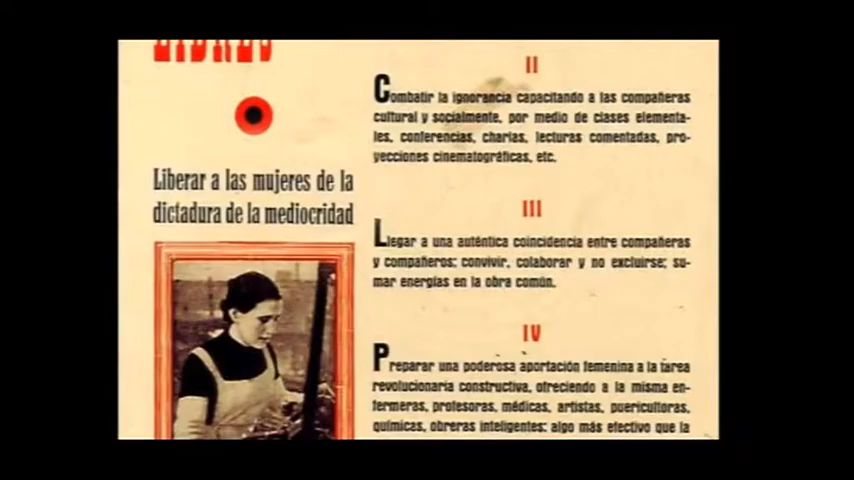 Liberar a las mujeres de la
dictadura de la mediocridad
II
Combatir la ignorancia capacitando a las compañeras
cultural y socialmente, por medio de clases elementa-
les, conferencias, charlas, lecturas comentadas, pro-
yecciones cinematográficas, etc.
III
Llegar a una auténtica coincidencia entre compañeras
y compañeros: convivir, colaborar y no excluirse; su-
mar energías en la obra común.
IV
Preparar una poderosa aportación femenina a la tarea
revolucionaria constructiva, ofreciendo a la misma en-
fermeras, profesoras, médicas, artistas, puericultoras,
químicas, obreras inteligentes: algo más efectivo que la